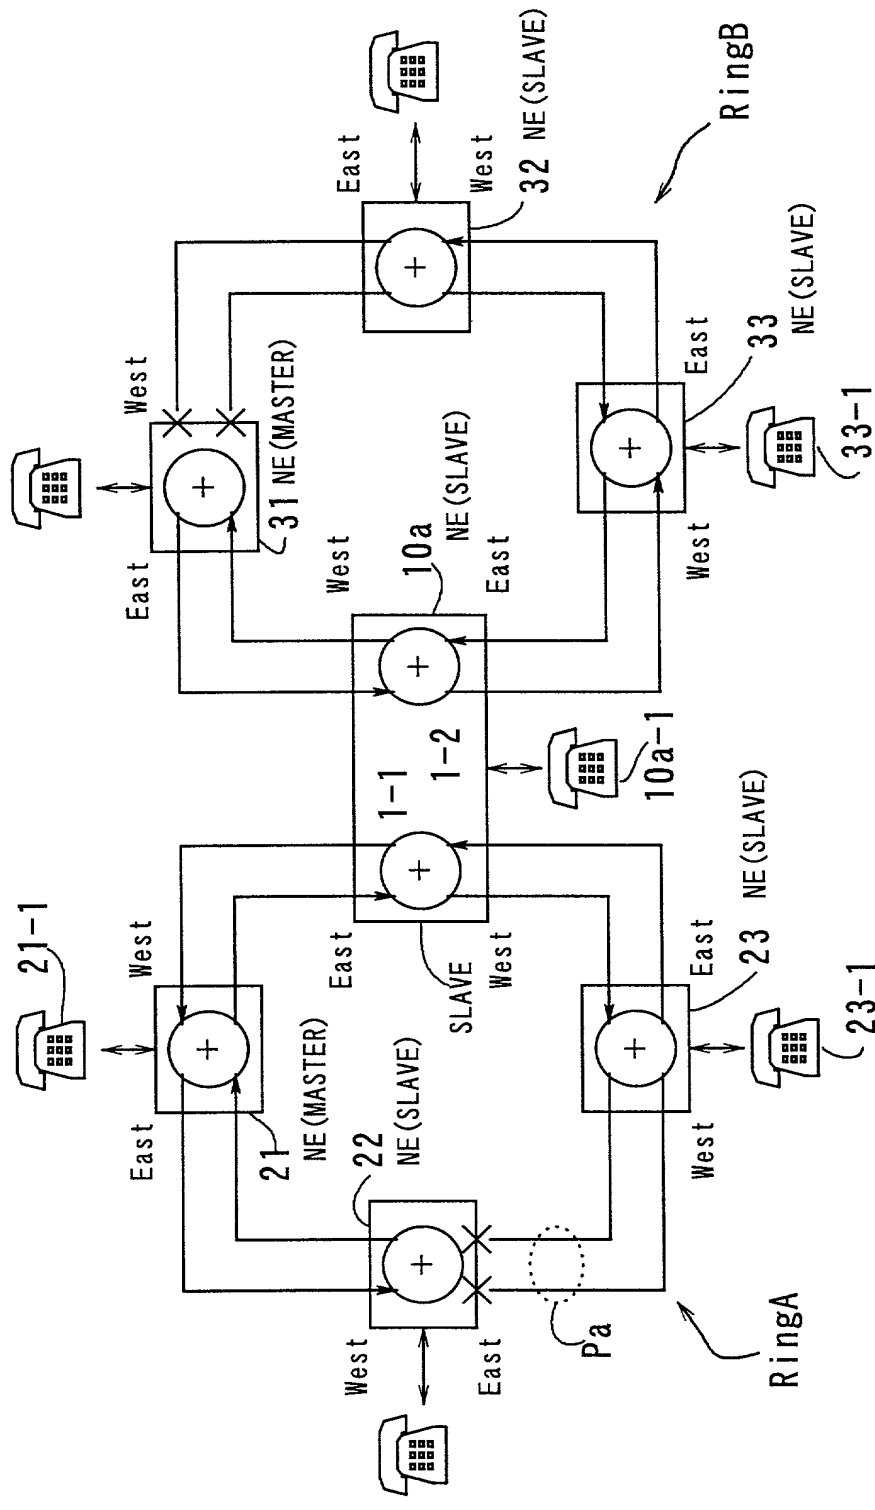 21-1
East
West
West
East
21
NE(MASTER)
31 NE(MASTER)
22
NE(SLAVE)
West
East
Pa
RingA
East
SLAVE
West
1-1
1-2
West
10a
NE(SLAVE)
East
10a-1
East
West
32 NE(SLAVE)
RingB
West
East
23 NE(SLAVE)
23-1
West
East
33
NE(SLAVE)
33-1